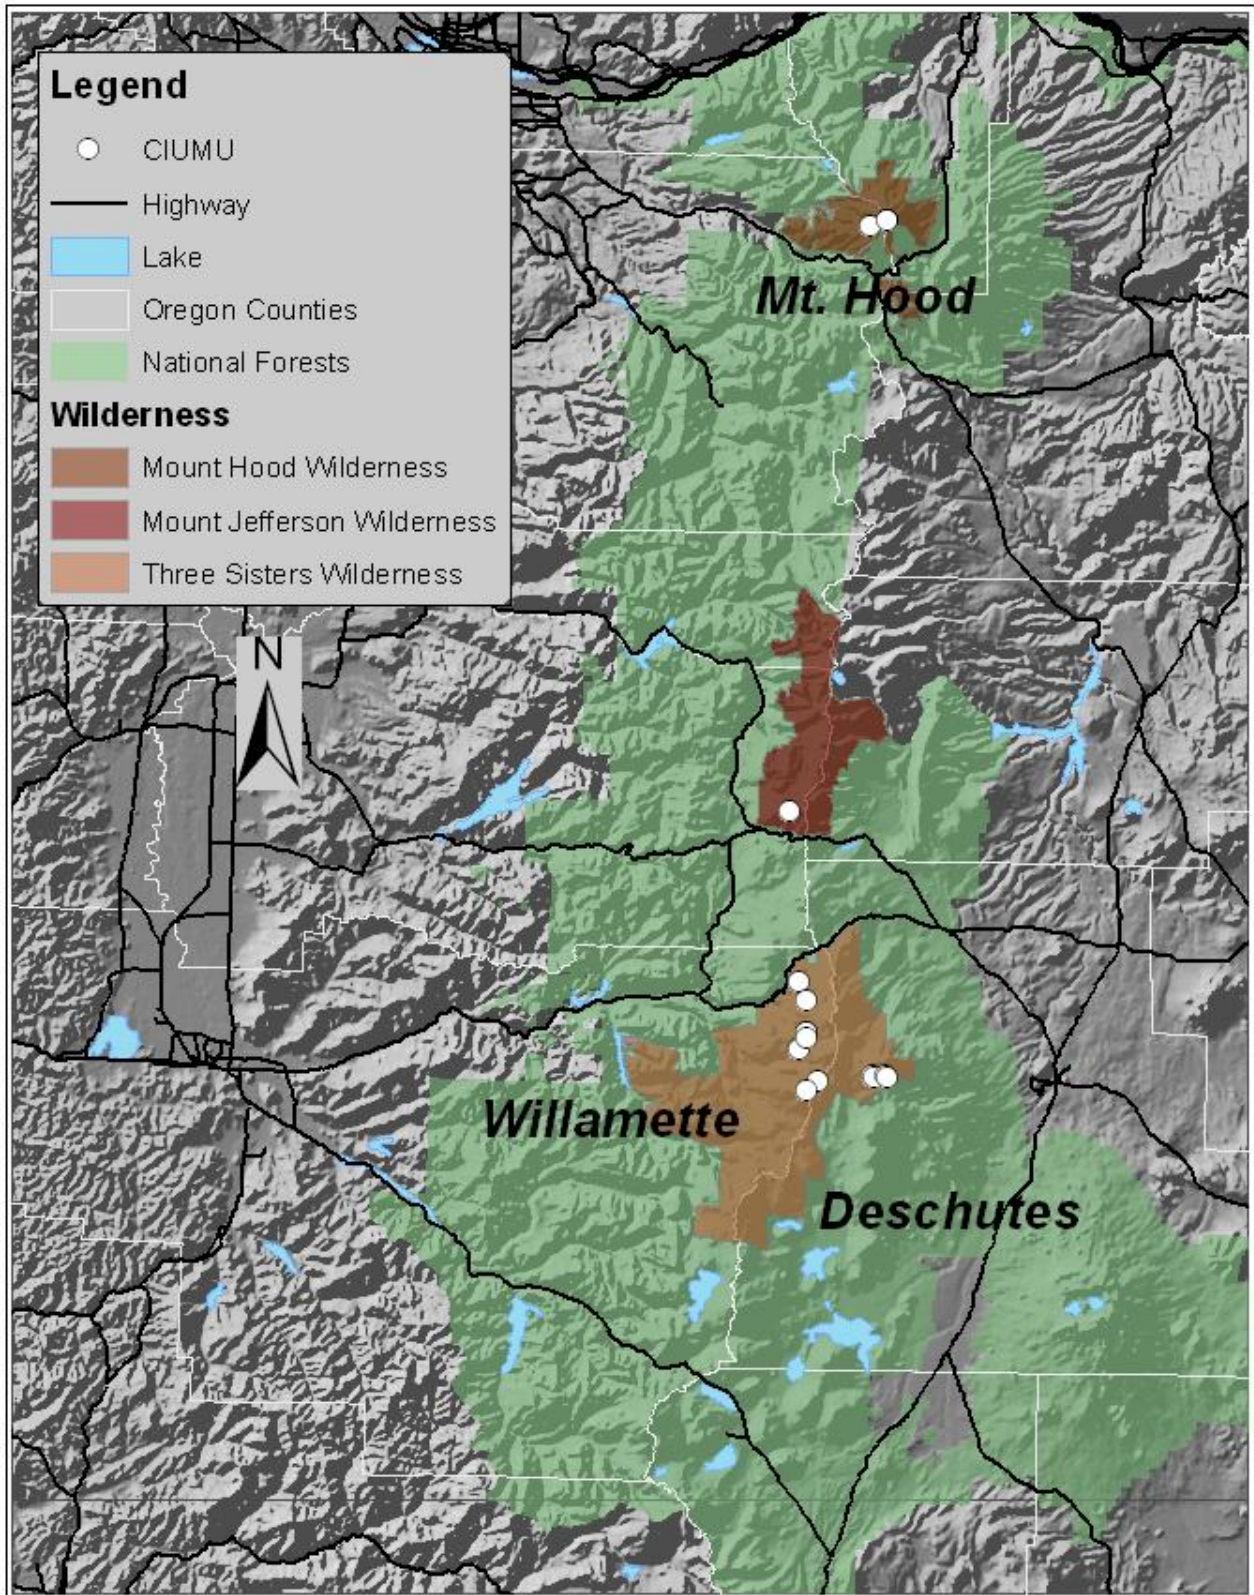 Legend
CIUMU
Highway
Lake
Oregon Counties
National Forests
Wilderness
Mount Hood Wilderness
Mount Jefferson Wilderness
Three Sisters Wilderness
N
Mt. Hood
Willamette
Deschutes